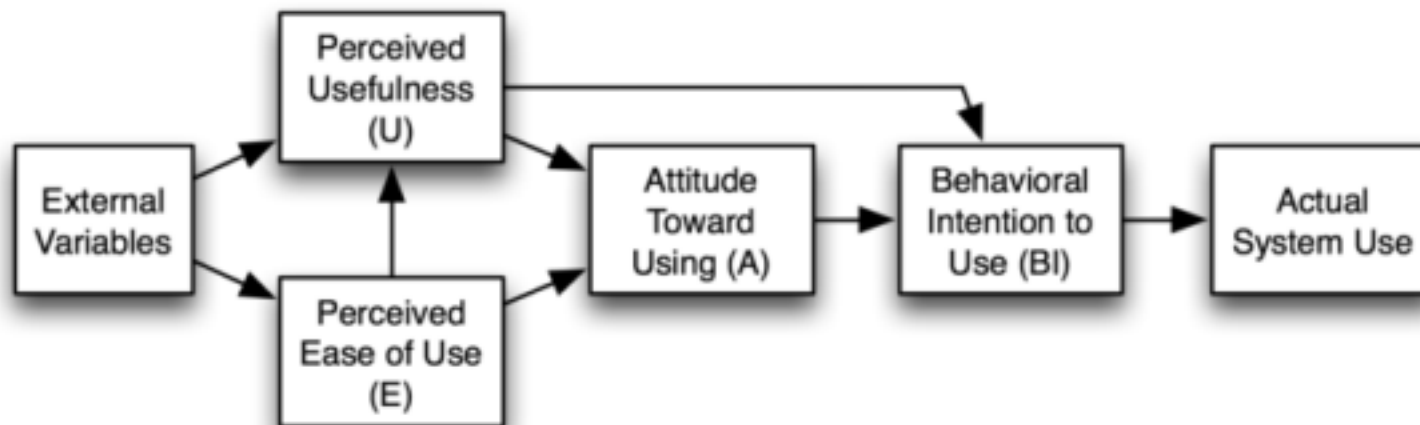 External
Variables
Perceived
Usefulness
(U)
Perceived
Ease of Use
(E)
Attitude
Toward
Using (A)
Behavioral
Intention to
Use (BI)
Actual
System Use